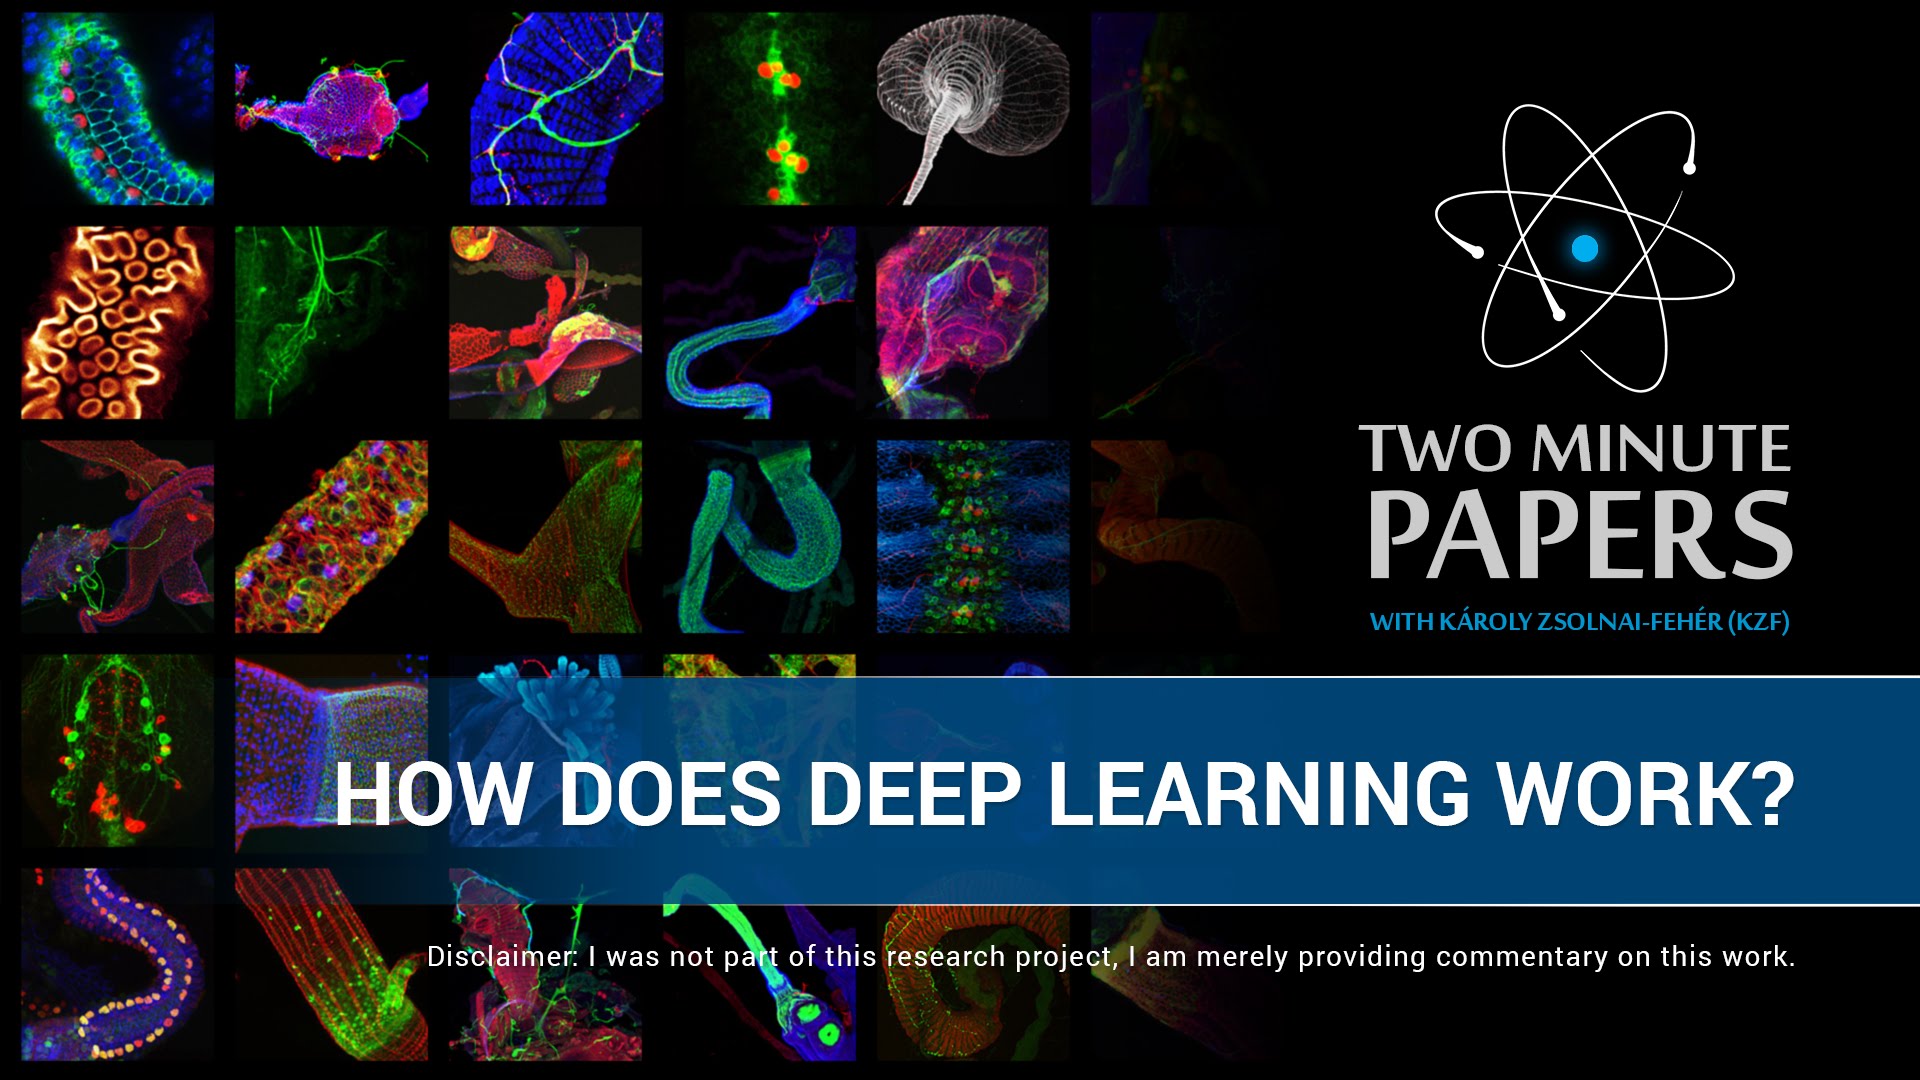 TWO MINUTE
PAPERS
WITH KÁROLY ZSOLNAI-FEHÉR (KZF)
HOW DOES DEEP LEARNING WORK?
Disclaimer: I was not part of this research project, I am merely providing commentary on this work.